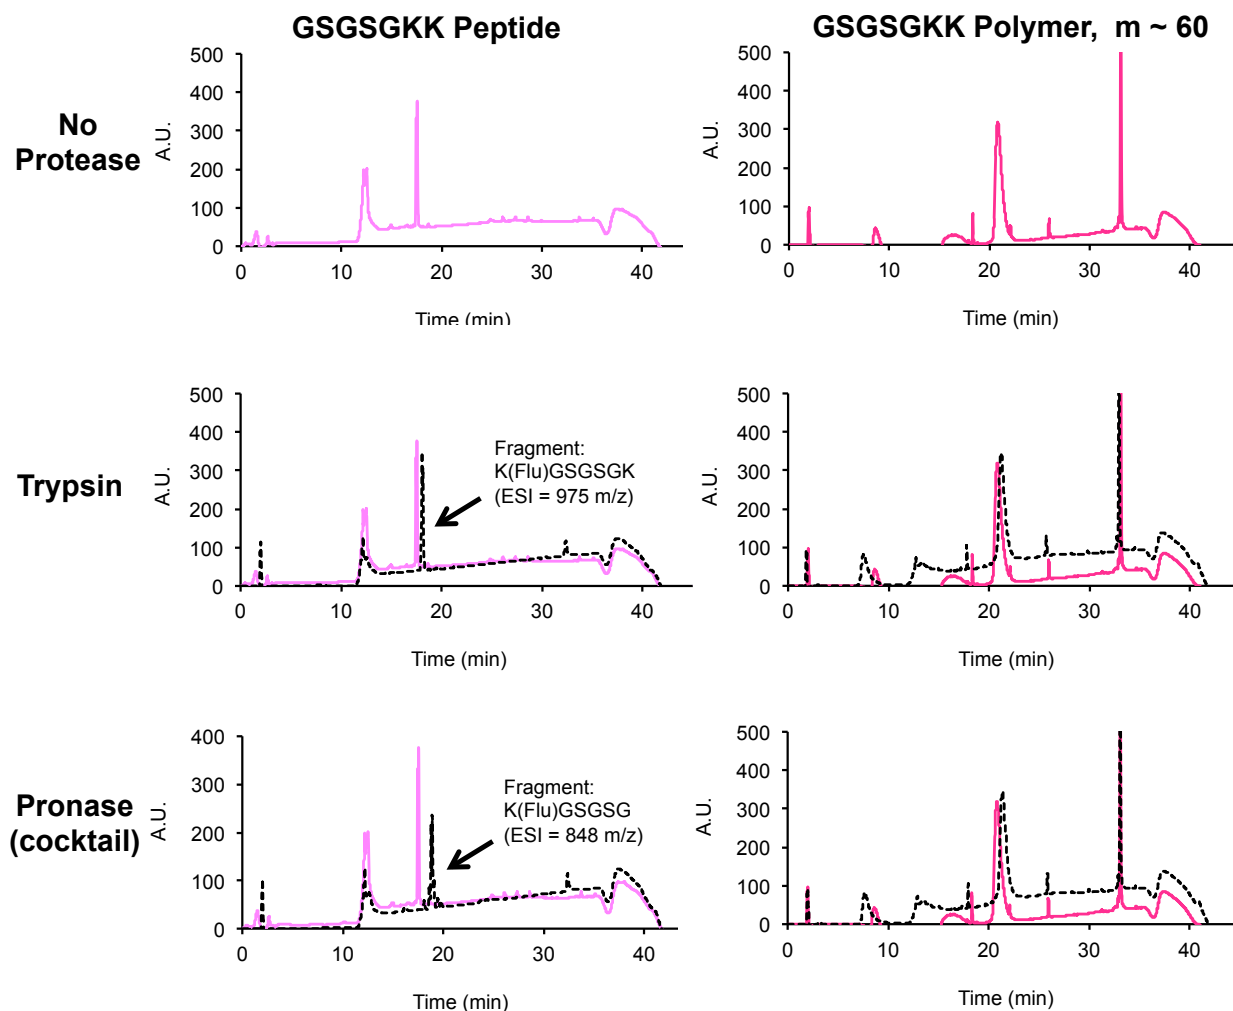 GSGSGKK Peptide
GSGSGKK Polymer, m ~ 60
No
Protease
A.U.
500
400
300
200
100
0
0 10 20 30 40
Time (min)
A.U.
500
400
300
200
100
0
0 10 20 30 40
Time (min)
Trypsin
A.U.
500
400
300
200
100
0
Fragment:
K(Flu)GSGSGK
(ESI = 975 m/z)
0 10 20 30 40
Time (min)
A.U.
500
400
300
200
100
0
0 10 20 30 40
Time (min)
Pronase
(cocktail)
A.U.
400
300
200
100
0
Fragment:
K(Flu)GSGSG
(ESI = 848 m/z)
0 10 20 30 40
Time (min)
A.U.
500
400
300
200
100
0
0 10 20 30 40
Time (min)